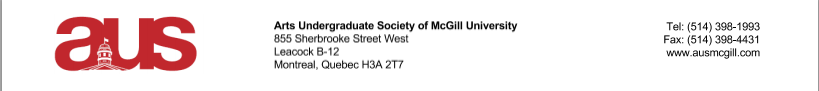 aus
Arts Undergraduate Society of McGill University
855 Sherbrooke Street West
Leacock B-12
Montreal, Quebec H3A 2T7
Tel: (514) 398-1993
Fax: (514) 398-4431
www.ausmcgill.com